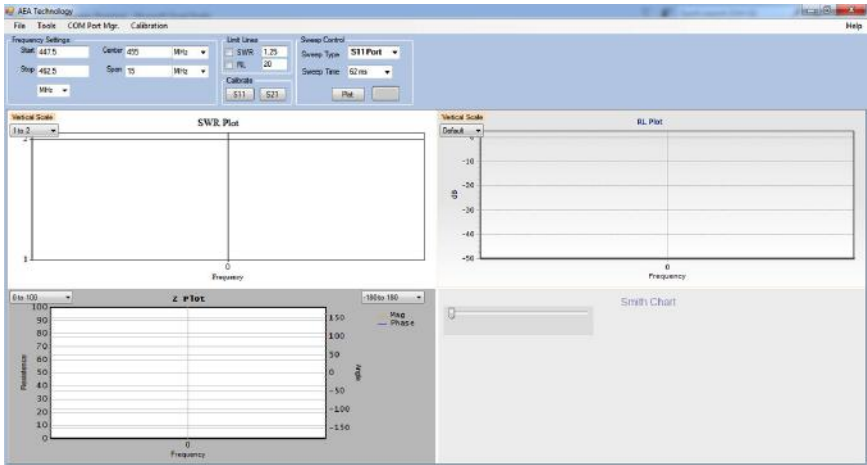 AEA Technology
File Tools COM Port Mgr. Calibration Help
Frequency Settings
Start 447.5 Center 455 MHz
Stop 462.5 Span 15 MHz
MHz
Limit Lines
SWR 1.25
RL 20
Calibrate
S11 S21
Sweep Control
Sweep Type S11 Port
Sweep Time 62 ms
Plot
Vertical Scale
1 to 2
SWR Plot
2
1
0
Frequency
Vertical Scale
Default
RL Plot
0
-10
-20
-30
-40
-50
dB
0
Frequency
0 to 100
Z Plot
-180 to 180
100
90
80
70
60
50
40
30
20
10
0
Resistance
150
100
50
0
-50
-100
-150
Angle
Mag
Phase
0
Frequency
Smith Chart